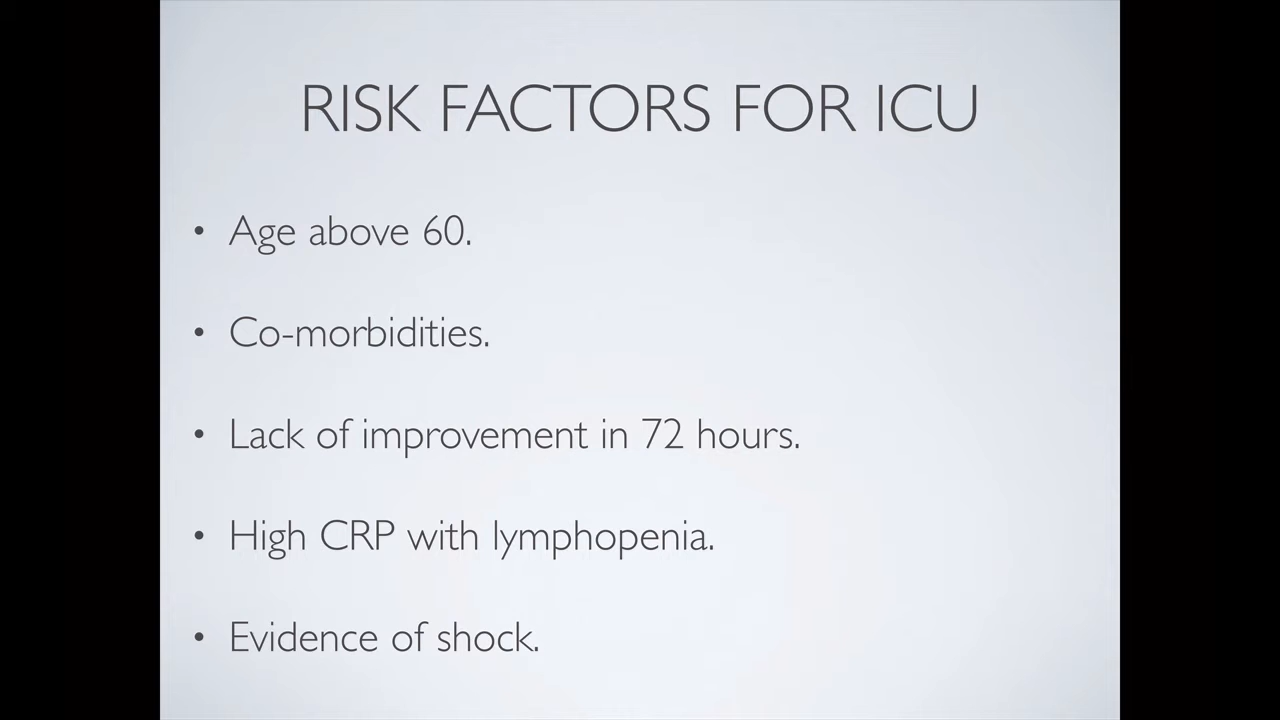 RISK FACTORS FOR ICU
• Age above 60.
• Co-morbidities.
• Lack of improvement in 72 hours.
• High CRP with lymphopenia.
• Evidence of shock.